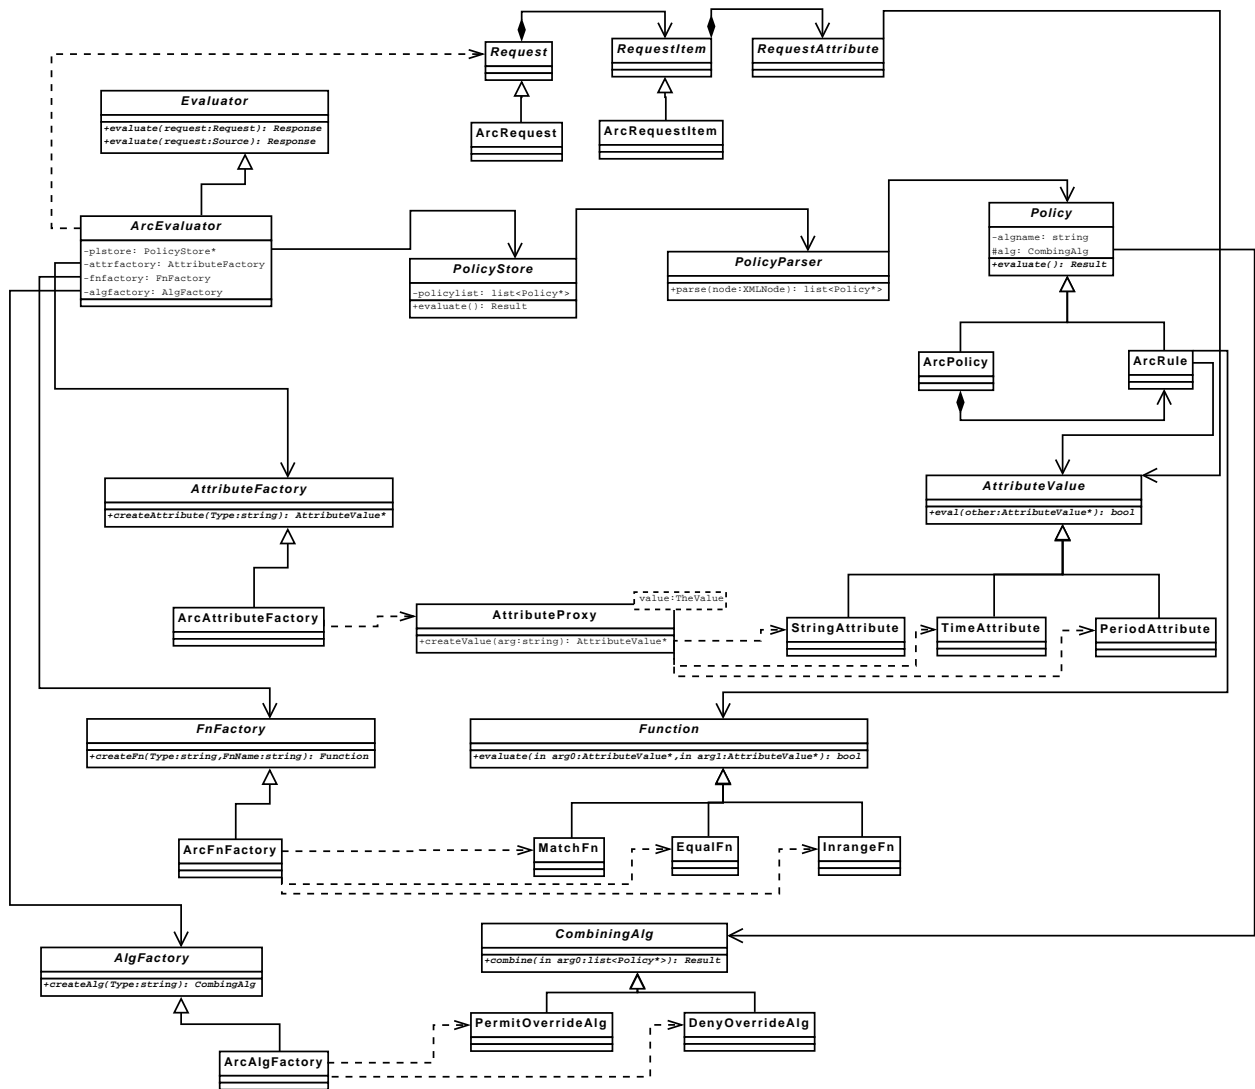 Request
RequestItem
RequestAttribute
Evaluator
+evaluate(request:Request): Response
+evaluate(request:Source): Response
ArcRequest
ArcRequestItem
ArcEvaluator
-plstore: PolicyStore*
-attrfactory: AttributeFactory
-fnfactory: FnFactory
-algfactory: AlgFactory
PolicyStore
-policylist: list<Policy*>
+evaluate(): Result
PolicyParser
+parse(node:XMLNode): list<Policy*>
Policy
-algname: string
#alg: CombingAlg
+evaluate(): Result
ArcPolicy
ArcRule
AttributeFactory
+createAttribute(Type:string): AttributeValue*
AttributeValue
+eval(other:AttributeValue*): bool
ArcAttributeFactory
AttributeProxy
value:TheValue
+createValue(arg:string): AttributeValue*
StringAttribute
TimeAttribute
PeriodAttribute
FnFactory
+createFn(Type:string,FnName:string): Function
Function
+evaluate(in arg0:AttributeValue*,in arg1:AttributeValue*): bool
ArcFnFactory
MatchFn
EqualFn
InrangeFn
AlgFactory
+createAlg(Type:string): CombingAlg
CombiningAlg
+combine(in arg0:list<Policy*>): Result
PermitOverrideAlg
DenyOverrideAlg
ArcAlgFactory